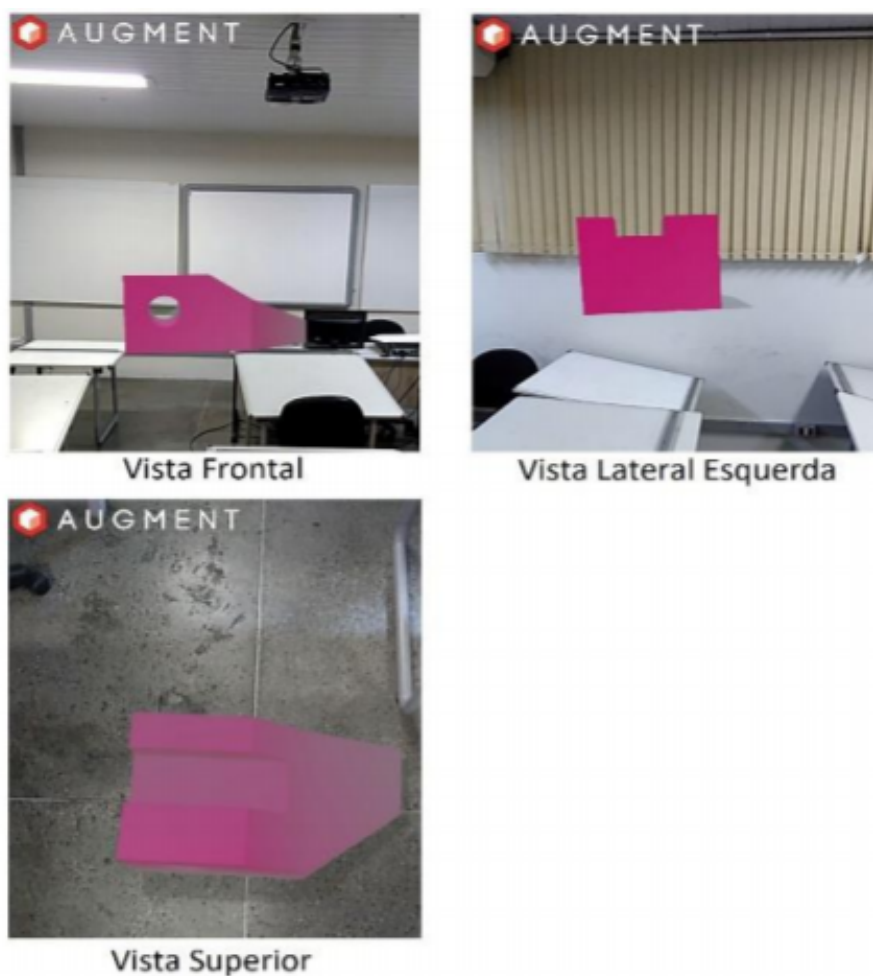 AUGMENT
AUGMENT
Vista Frontal
Vista Lateral Esquerda
AUGMENT
Vista Superior